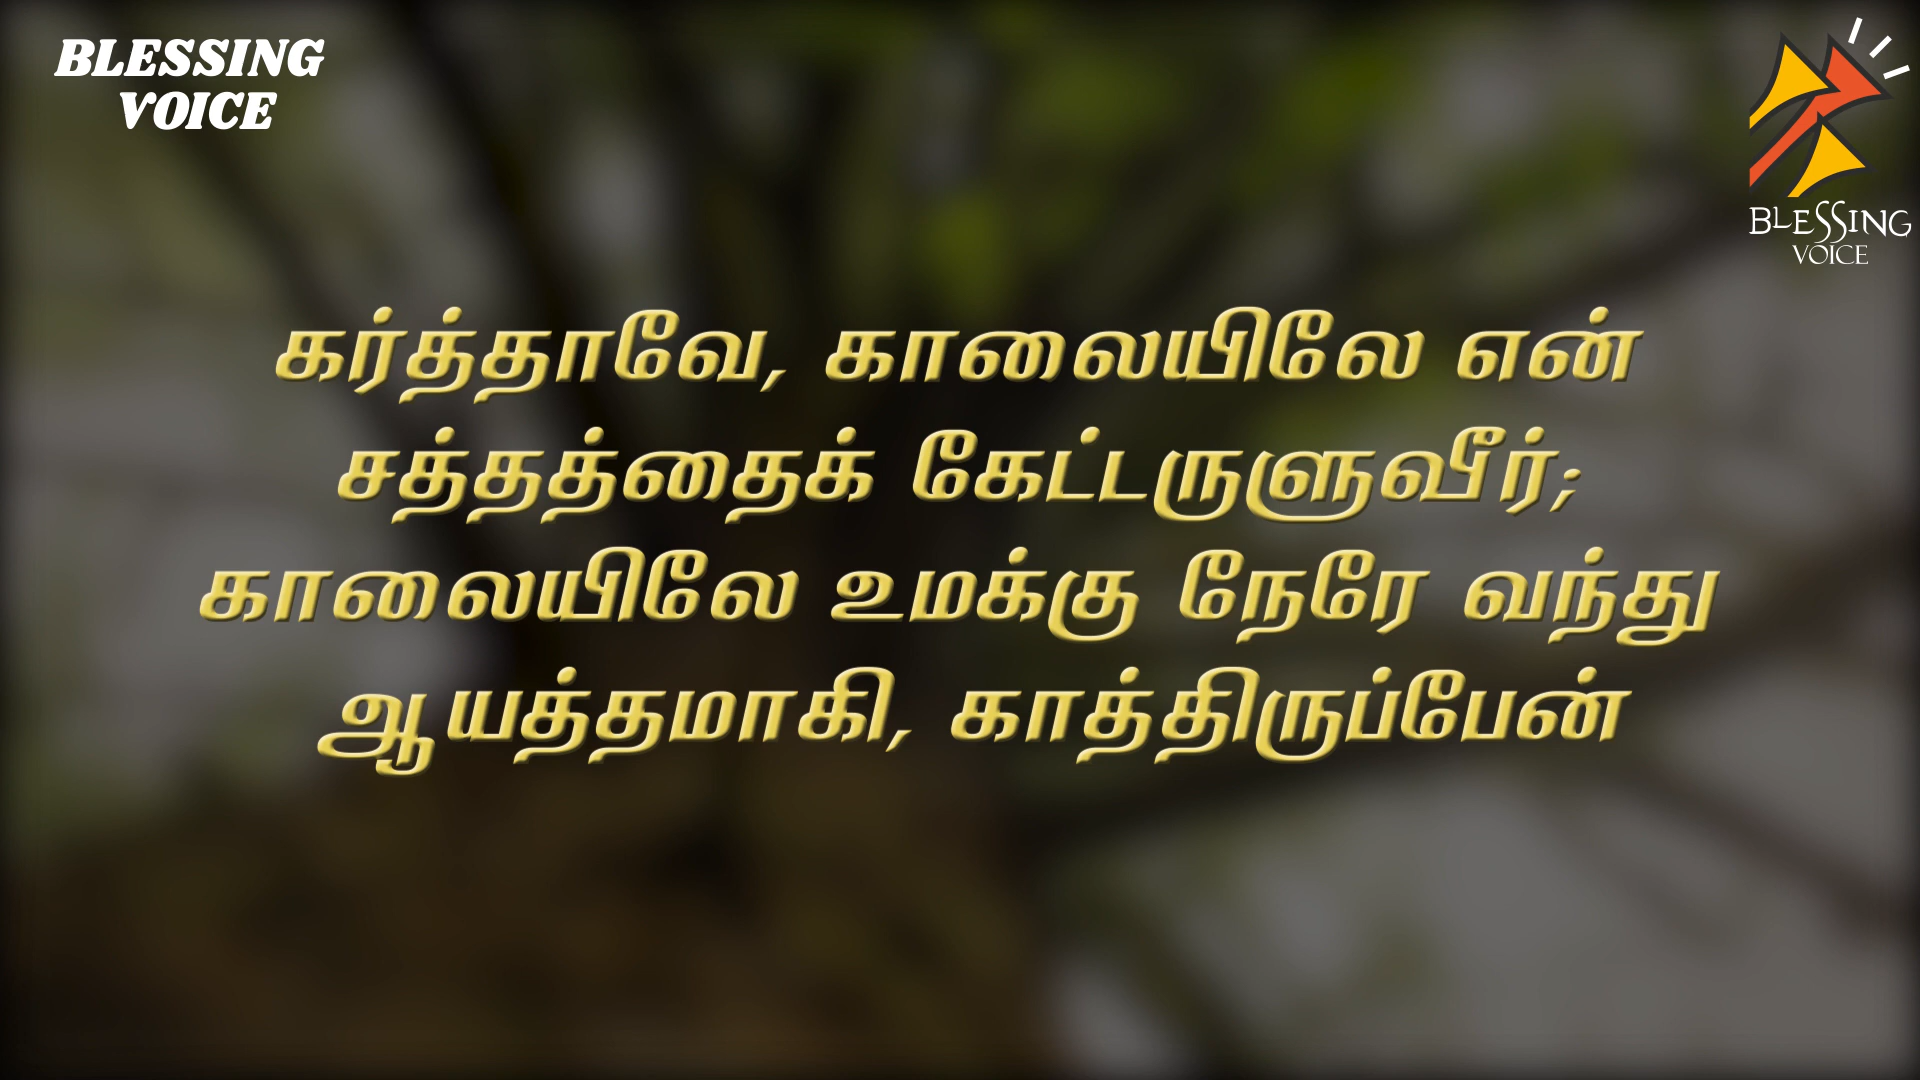 BLESSING
VOICE
BLESSING
VOICE
கர்த்தாவே, காலையிலே என்
சத்தத்தைக் கேட்டருளுவீர்;
காலையிலே உமக்கு நேரே வந்து
ஆயத்தமாகி, காத்திருப்பேன்